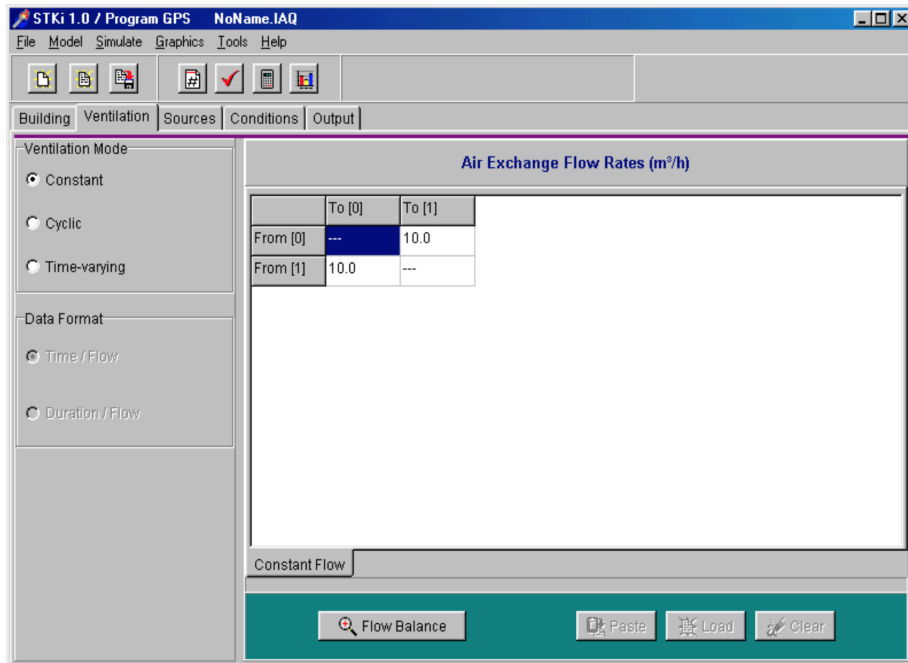 STKi 1.0 / Program GPS NoName.IAQ
File Model Simulate Graphics Tools Help
#
Building Ventilation Sources Conditions Output
Ventilation Mode
Constant
Cyclic
Time-varying
Data Format
Time / Flow
Duration / Flow
Air Exchange Flow Rates (m³/h)
To [0] To [1]
From [0] --- 10.0
From [1] 10.0 ---
Constant Flow
Flow Balance Paste Load Clear